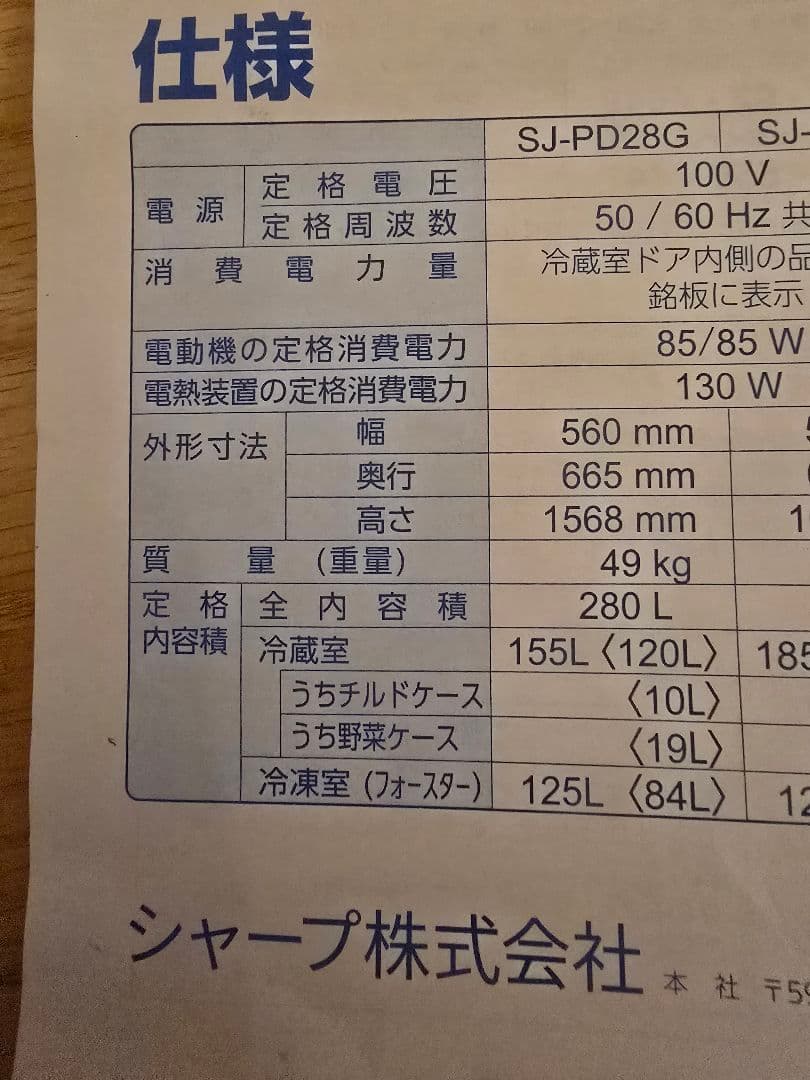 仕様
SJ-PD28G SJ-
電源 定格電圧 100 V
定格周波数 50 / 60 Hz 共
消費電力量 冷蔵室ドア内側の品
銘板に表示
電動機の定格消費電力 85/85 W
電熱装置の定格消費電力 130 W
外形寸法 幅 560 mm
奥行 665 mm
高さ 1568 mm
質量（重量） 49 kg
定格内容積 全内容積 280 L
冷蔵室 155L〈120L〉 185
うちチルドケース 〈10L〉
うち野菜ケース 〈19L〉
冷凍室（フォースター） 125L〈84L〉 12
シャープ株式会社 本社 〒59